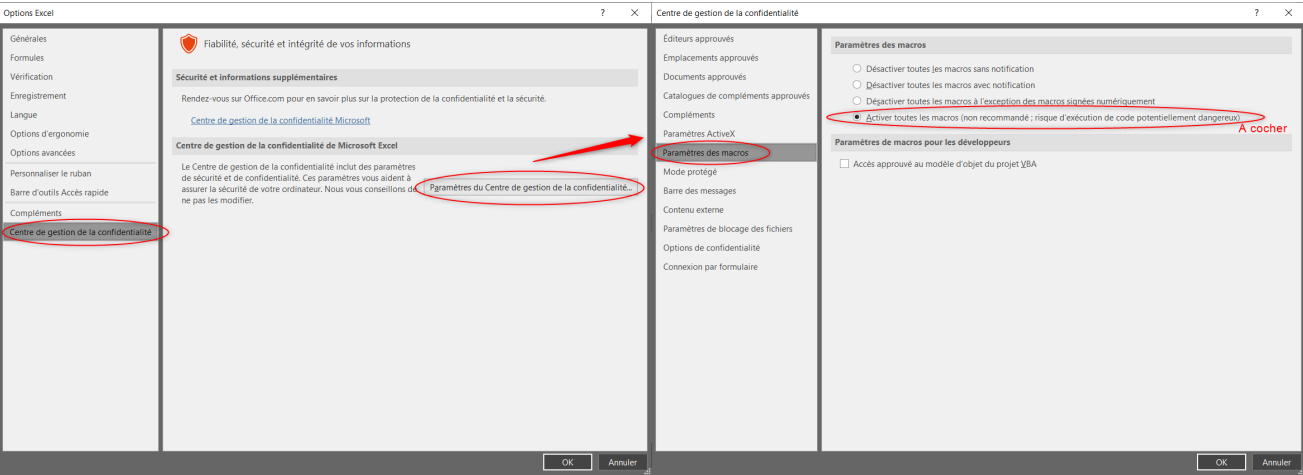 Options Excel
?
×
Générales
Formules
Vérification
Enregistrement
Langue
Options d'ergonomie
Options avancées
Personnaliser le ruban
Barre d'outils Accès rapide
Compléments
Centre de gestion de la confidentialité
Fiabilité, sécurité et intégrité de vos informations
Sécurité et informations supplémentaires
Rendez-vous sur Office.com pour en savoir plus sur la protection de la confidentialité et la sécurité.
Centre de gestion de la confidentialité Microsoft
Centre de gestion de la confidentialité de Microsoft Excel
Le Centre de gestion de la confidentialité inclut des paramètres
de sécurité et de confidentialité. Ces paramètres vous aident à
assurer la sécurité de votre ordinateur. Nous vous conseillons de
ne pas les modifier.
Paramètres du Centre de gestion de la confidentialité...
OK
Annuler
Centre de gestion de la confidentialité
?
×
Éditeurs approuvés
Emplacements approuvés
Documents approuvés
Catalogues de compléments approuvés
Compléments
Paramètres ActiveX
Paramètres des macros
Mode protégé
Barre des messages
Contenu externe
Paramètres de blocage des fichiers
Options de confidentialité
Connexion par formulaire
Paramètres des macros
Désactiver toutes les macros sans notification
Désactiver toutes les macros avec notification
Désactiver toutes les macros à l'exception des macros signées numériquement
Activer toutes les macros (non recommandé ; risque d'exécution de code potentiellement dangereux)
A cocher
Paramètres de macros pour les développeurs
Accès approuvé au modèle d'objet du projet VBA
OK
Annuler